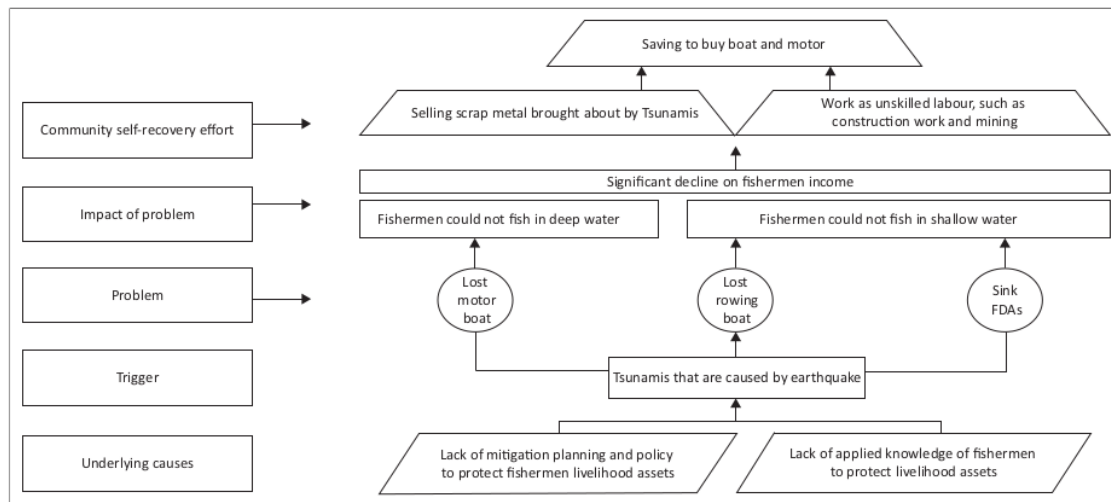 Saving to buy boat and motor
Community self-recovery effort
Selling scrap metal brought about by Tsunamis
Work as unskilled labour, such as
construction work and mining
Significant decline on fishermen income
Impact of problem
Fishermen could not fish in deep water
Fishermen could not fish in shallow water
Problem
Lost
motor
boat
Lost
rowing
boat
Sink
FDAs
Trigger
Tsunamis that are caused by earthquake
Underlying causes
Lack of mitigation planning and policy
to protect fishermen livelihood assets
Lack of applied knowledge of fishermen
to protect livelihood assets